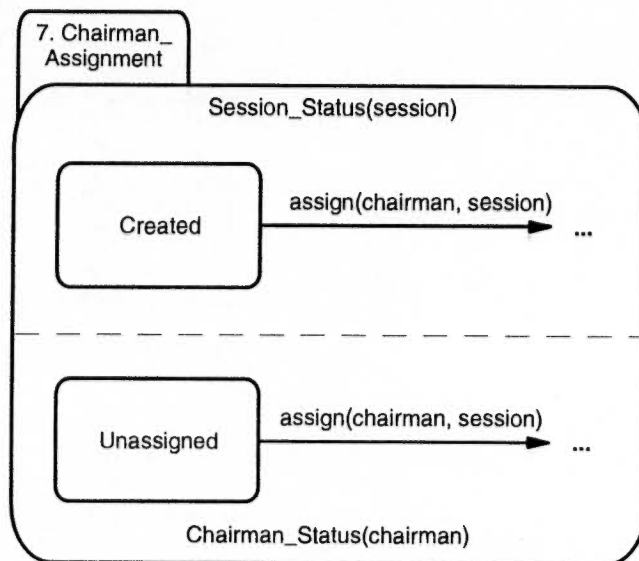 7. Chairman_
Assignment
Session_Status(session)
assign(chairman, session)
Created
...
assign(chairman, session)
Unassigned
...
Chairman_Status(chairman)